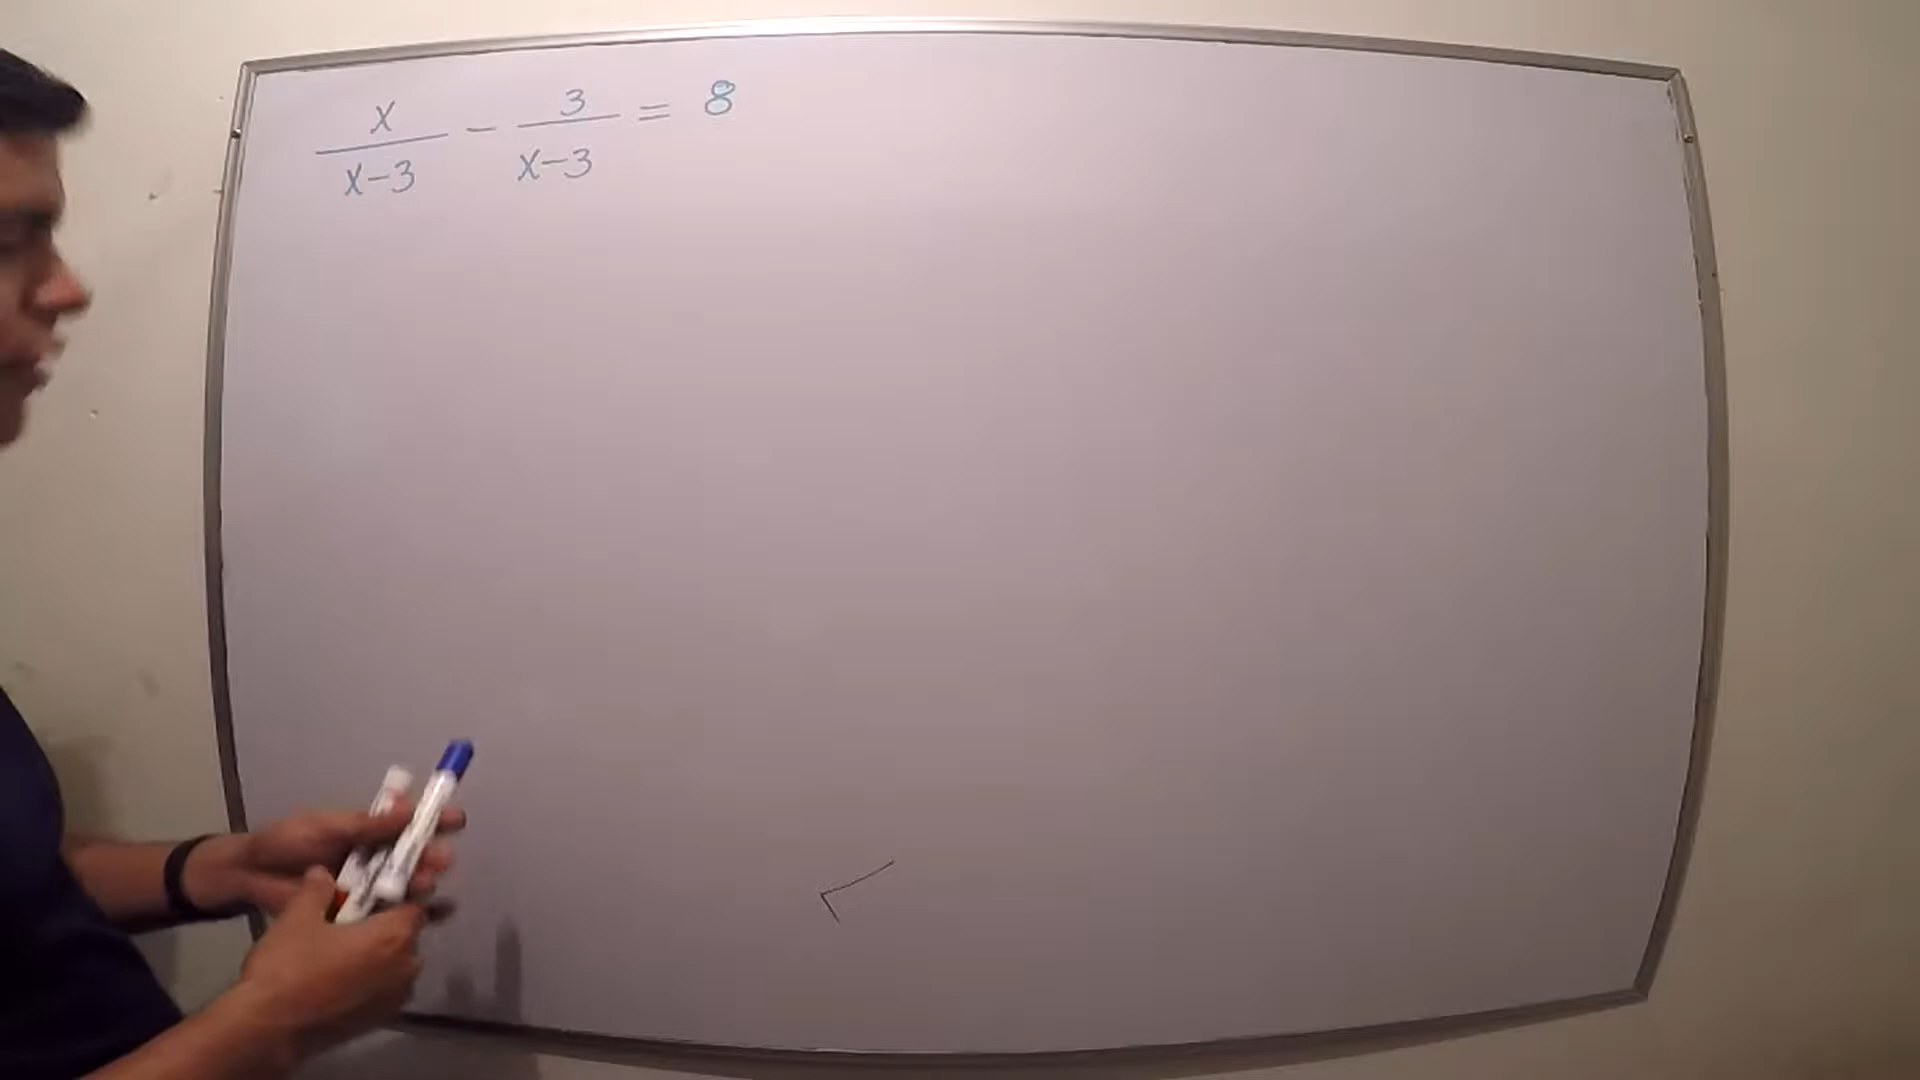 x/(x-3) - 3/(x-3) = 8